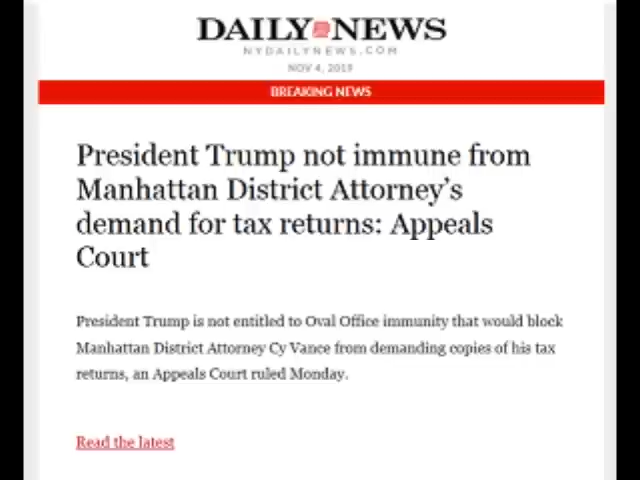 DAILY NEWS
NYDAILYNEWS.COM
NOV 4, 2019
BREAKING NEWS
President Trump not immune from
Manhattan District Attorney's
demand for tax returns: Appeals
Court
President Trump is not entitled to Oval Office immunity that would block
Manhattan District Attorney Cy Vance from demanding copies of his tax
returns, an Appeals Court ruled Monday.
Read the latest